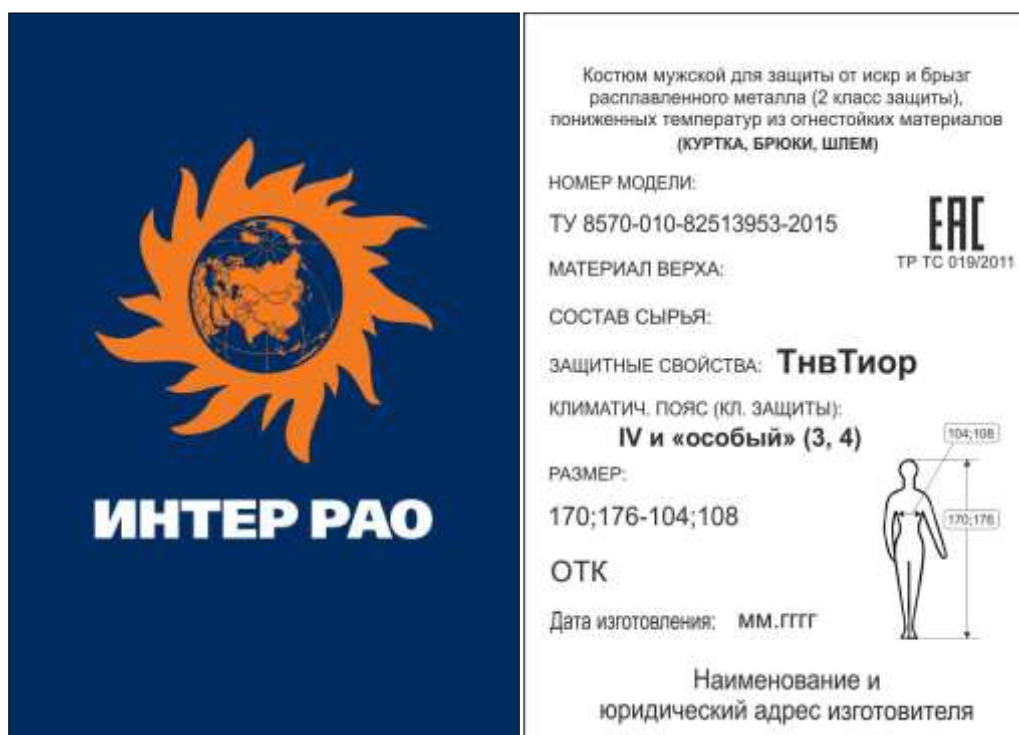 ИНТЕР РАО
Костюм мужской для защиты от искр и брызг
расплавленного металла (2 класс защиты),
пониженных температур из огнестойких материалов
(КУРТКА, БРЮКИ, ШЛЕМ)
НОМЕР МОДЕЛИ:
ТУ 8570-010-82513953-2015
EAC
ТР ТС 019/2011
МАТЕРИАЛ ВЕРХА:
СОСТАВ СЫРЬЯ:
ЗАЩИТНЫЕ СВОЙСТВА: ТнвТиор
КЛИМАТИЧ. ПОЯС (КЛ. ЗАЩИТЫ):
IV и «особый» (3, 4)
104;108
РАЗМЕР:
170;176-104;108
170;176
ОТК
Дата изготовления: мм.гггг
Наименование и
юридический адрес изготовителя